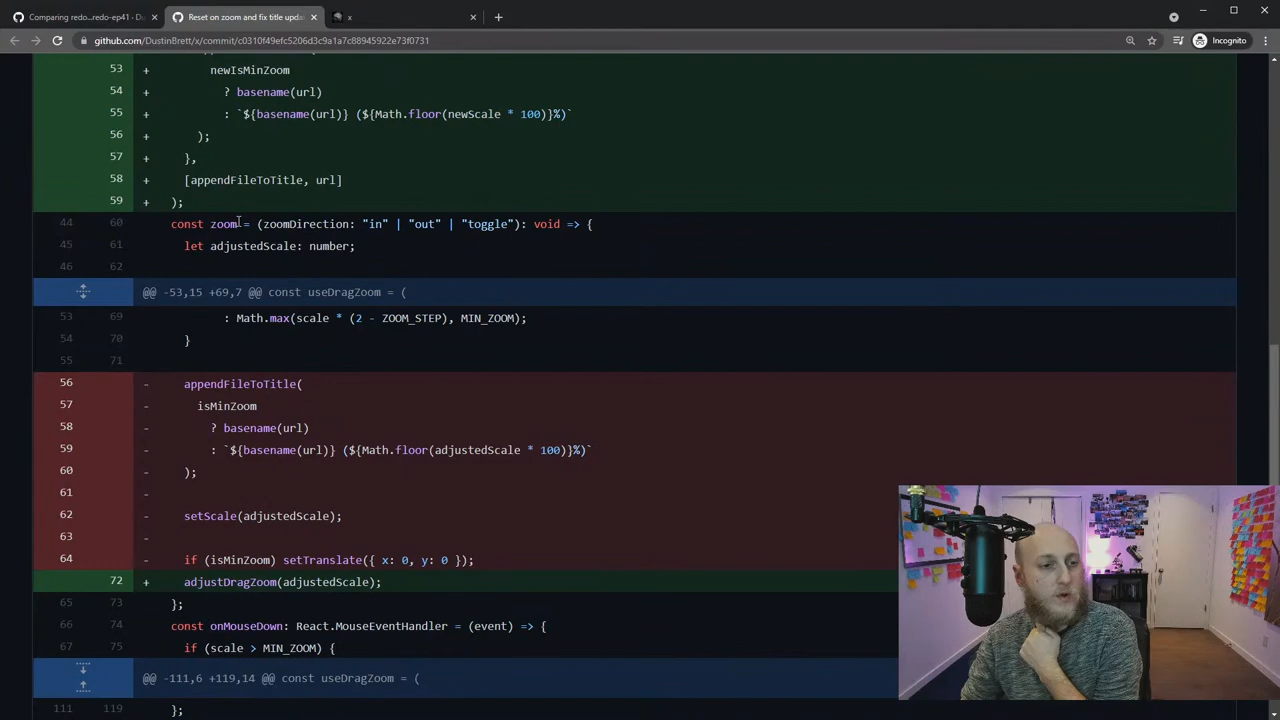 Comparing redo...redo-ep41 - Du
Reset on zoom and fix title upda
x
github.com/DustinBrett/x/commit/c0310f49efc5206d3c9a1a7c88945922e73f0731
Incognito
53 + newIsMinZoom
54 + ? basename(url)
55 + : `${basename(url)} (${Math.floor(newScale * 100)}%)`
56 + );
57 + },
58 + [appendFileToTitle, url]
59 + );
44 60 const zoom = (zoomDirection: "in" | "out" | "toggle"): void => {
45 61 let adjustedScale: number;
46 62
@@ -53,15 +69,7 @@ const useDragZoom = (
53 69 : Math.max(scale * (2 - ZOOM_STEP), MIN_ZOOM);
54 70 }
55 71
56 - appendFileToTitle(
57 - isMinZoom
58 - ? basename(url)
59 - : `${basename(url)} (${Math.floor(adjustedScale * 100)}%)`
60 - );
61 -
62 - setScale(adjustedScale);
63 -
64 - if (isMinZoom) setTranslate({ x: 0, y: 0 });
72 + adjustDragZoom(adjustedScale);
65 73 };
66 74 const onMouseDown: React.MouseEventHandler = (event) => {
67 75 if (scale > MIN_ZOOM) {
@@ -111,6 +119,14 @@ const useDragZoom = (
111 119 };